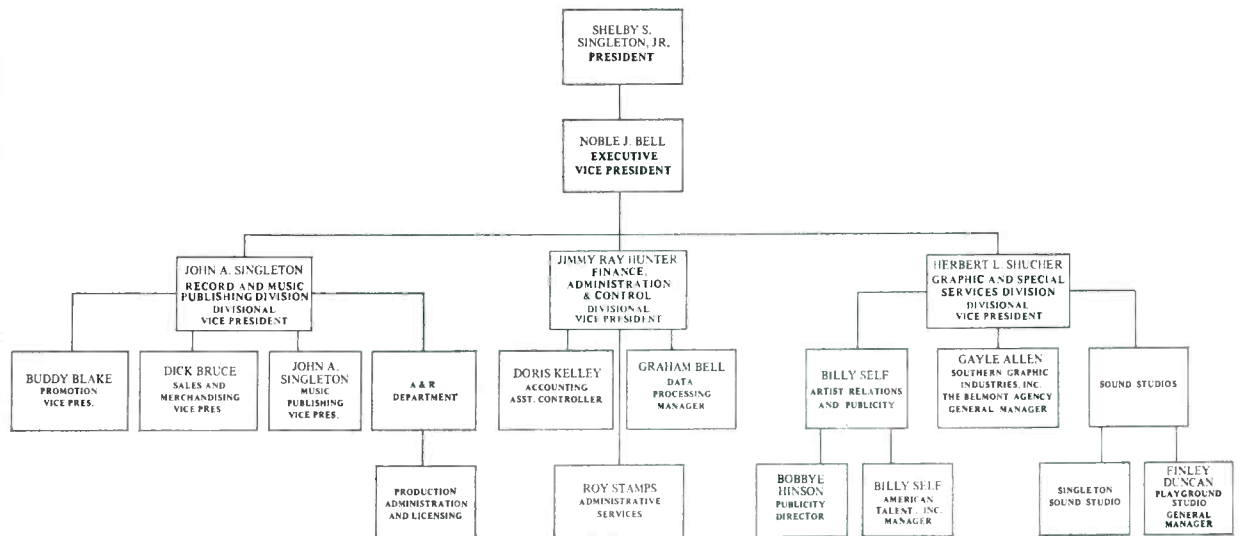 SHELBY S.
SINGLETON, JR.
PRESIDENT
NOBLE J. BELL
EXECUTIVE
VICE PRESIDENT
JOHN A. SINGLETON
RECORD AND MUSIC
PUBLISHING DIVISION
DIVISIONAL
VICE PRESIDENT
JIMMY RAY HUNTER
FINANCE,
ADMINISTRATION
& CONTROL
DIVISIONAL
VICE PRESIDENT
HERBERT L. SHUCHER
GRAPHIC AND SPECIAL
SERVICES DIVISION
DIVISIONAL
VICE PRESIDENT
BUDDY BLAKE
PROMOTION
VICE PRES.
DICK BRUCE
SALES AND
MERCHANDISING
VICE PRES
JOHN A.
SINGLETON
MUSIC
PUBLISHING
VICE PRES.
A & R
DEPARTMENT
DORIS KELLEY
ACCOUNTING
ASST. CONTROLLER
GRAHAM BELL
DATA
PROCESSING
MANAGER
BILLY SELF
ARTIST RELATIONS
AND PUBLICITY
GAYLE ALLEN
SOUTHERN GRAPHIC
INDUSTRIES, INC.
THE BELMONT AGENCY
GENERAL MANAGER
SOUND STUDIOS
PRODUCTION
ADMINISTRATION
AND LICENSING
ROY STAMPS
ADMINISTRATIVE
SERVICES
BOBBYE
HINSON
PUBLICITY
DIRECTOR
BILLY SELF
AMERICAN
TALENT, INC.
MANAGER
SINGLETON
SOUND STUDIO
FINLEY
DUNCAN
PLAYGROUND
STUDIO
GENERAL
MANAGER